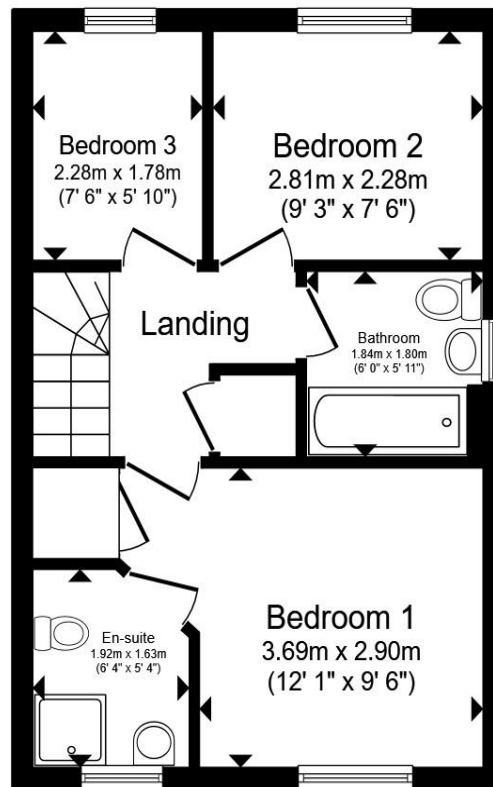 Bedroom 3
2.28m x 1.78m
(7' 6" x 5' 10")
Bedroom 2
2.81m x 2.28m
(9' 3" x 7' 6")
Landing
Bathroom
1.84m x 1.80m
(6' 0" x 5' 11")
Bedroom 1
3.69m x 2.90m
(12' 1" x 9' 6")
En-suite
1.92m x 1.63m
(6' 4" x 5' 4")